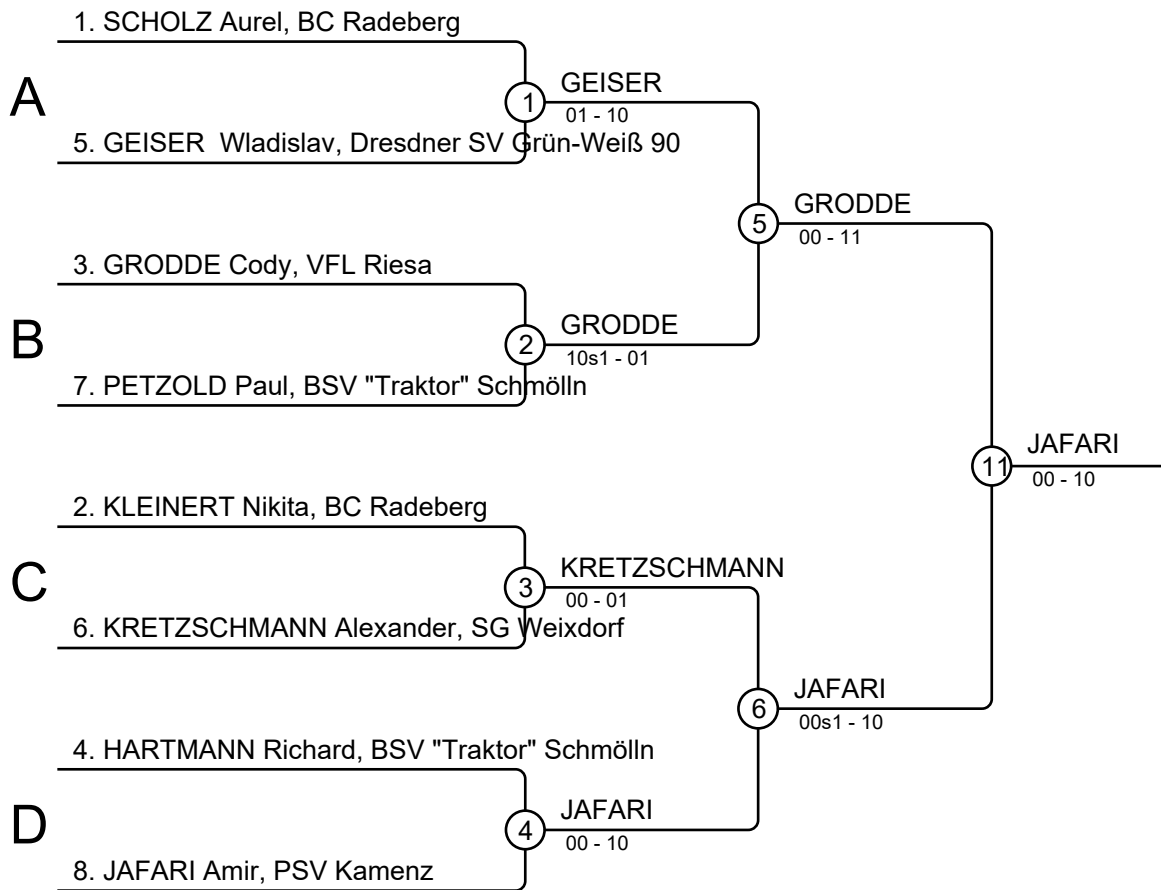 1. SCHOLZ Aurel, BC Radeberg
A
1
GEISER
01 - 10
5. GEISER  Wladislav, Dresdner SV Grün-Weiß 90
5
GRODDE
00 - 11
3. GRODDE Cody, VFL Riesa
B
2
GRODDE
10s1 - 01
7. PETZOLD Paul, BSV "Traktor" Schmölln
11
JAFARI
00 - 10
2. KLEINERT Nikita, BC Radeberg
C
3
KRETZSCHMANN
00 - 01
6. KRETZSCHMANN Alexander, SG Weixdorf
6
JAFARI
00s1 - 10
4. HARTMANN Richard, BSV "Traktor" Schmölln
D
4
JAFARI
00 - 10
8. JAFARI Amir, PSV Kamenz